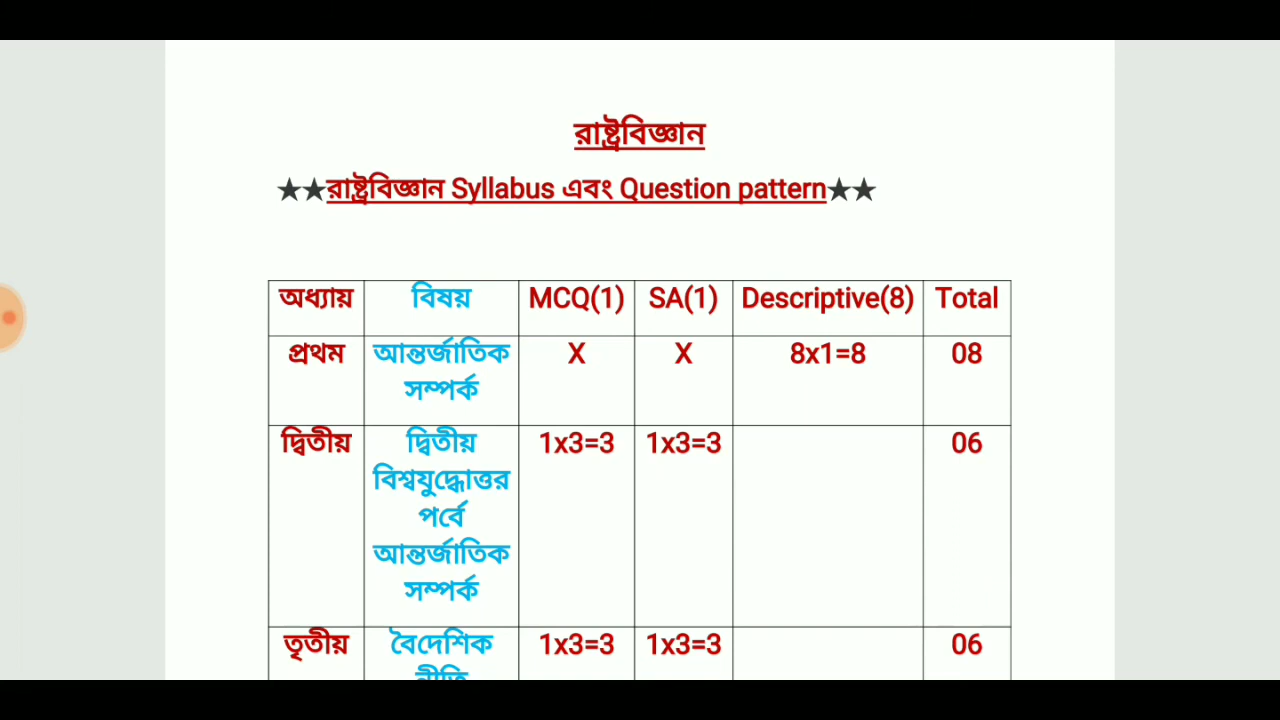 রাষ্ট্রবিজ্ঞান
★★রাষ্ট্রবিজ্ঞান Syllabus এবং Question pattern★★
অধ্যায় বিষয় MCQ(1) SA(1) Descriptive(8) Total
প্রথম আন্তর্জাতিক X X 8x1=8 08
সম্পর্ক
দ্বিতীয় দ্বিতীয় 1x3=3 1x3=3 06
বিশ্বযুদ্ধোত্তর
পর্বে
আন্তর্জাতিক
সম্পর্ক
তৃতীয় বৈদেশিক 1x3=3 1x3=3 06
নীতি